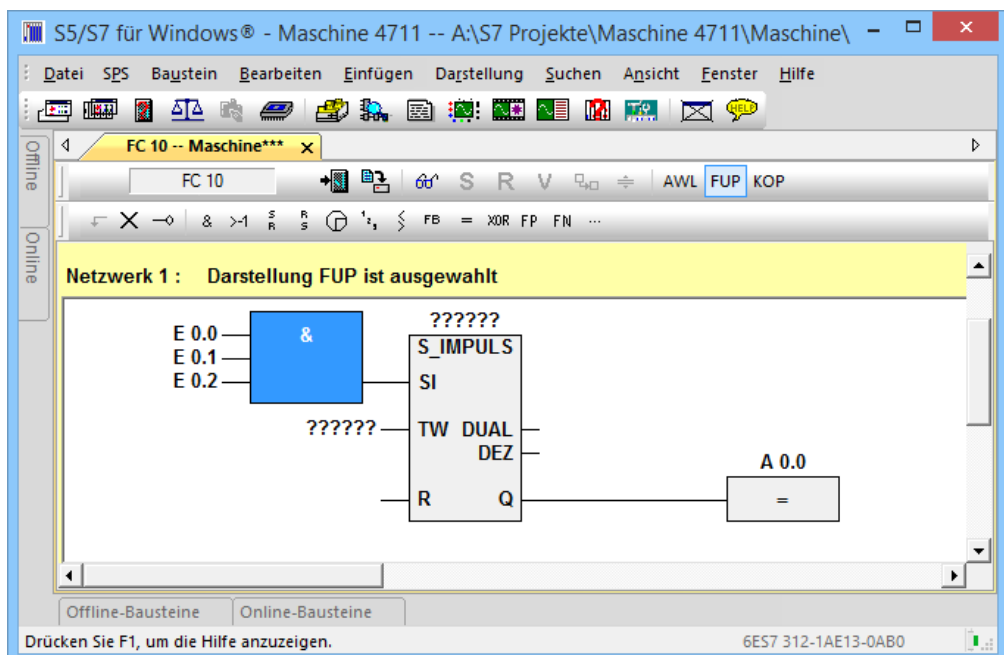 S5/S7 für Windows® - Maschine 4711 -- A:\S7 Projekte\Maschine 4711\Maschine\
Datei SPS Baustein Bearbeiten Einfügen Darstellung Suchen Ansicht Fenster Hilfe
HELP
Offline
Online
FC 10 -- Maschine*** x
FC 10 S R V AWL FUP KOP
& >-1 S R R S FB = XOR FP FN ...
Netzwerk 1 : Darstellung FUP ist ausgewahlt
??????
E 0.0 & S_IMPULS
E 0.1
E 0.2 SI
?????? TW DUAL
DEZ
A 0.0
R Q =
Offline-Bausteine Online-Bausteine
Drücken Sie F1, um die Hilfe anzuzeigen. 6ES7 312-1AE13-0AB0